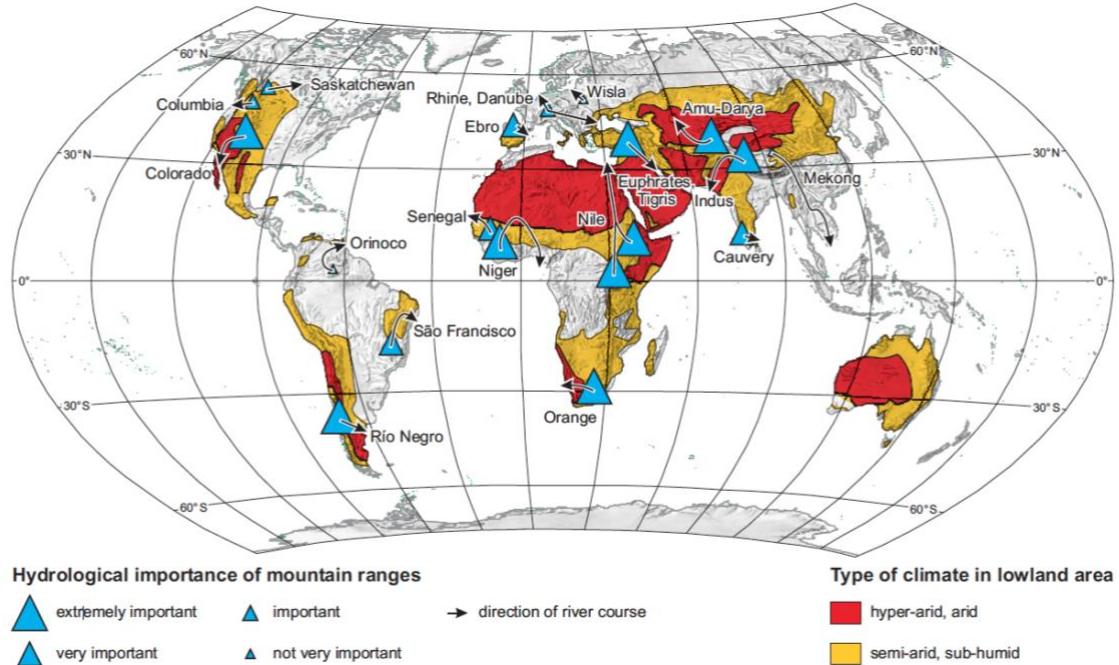 60°N
60°N
Saskatchewan
Columbia
Rhine, Danube
Wisla
Amu-Darya
Ebro
30°N
30°N
Colorado
Euphrates,
Tigris
Indus
Mekong
Senegal
Nile
Orinoco
Niger
Cauvery
0°
0°
São Francisco
30°S
30°S
Orange
Río Negro
60°S
60°S
Hydrological importance of mountain ranges
extremely important
important
direction of river course
very important
not very important
Type of climate in lowland area
hyper-arid, arid
semi-arid, sub-humid